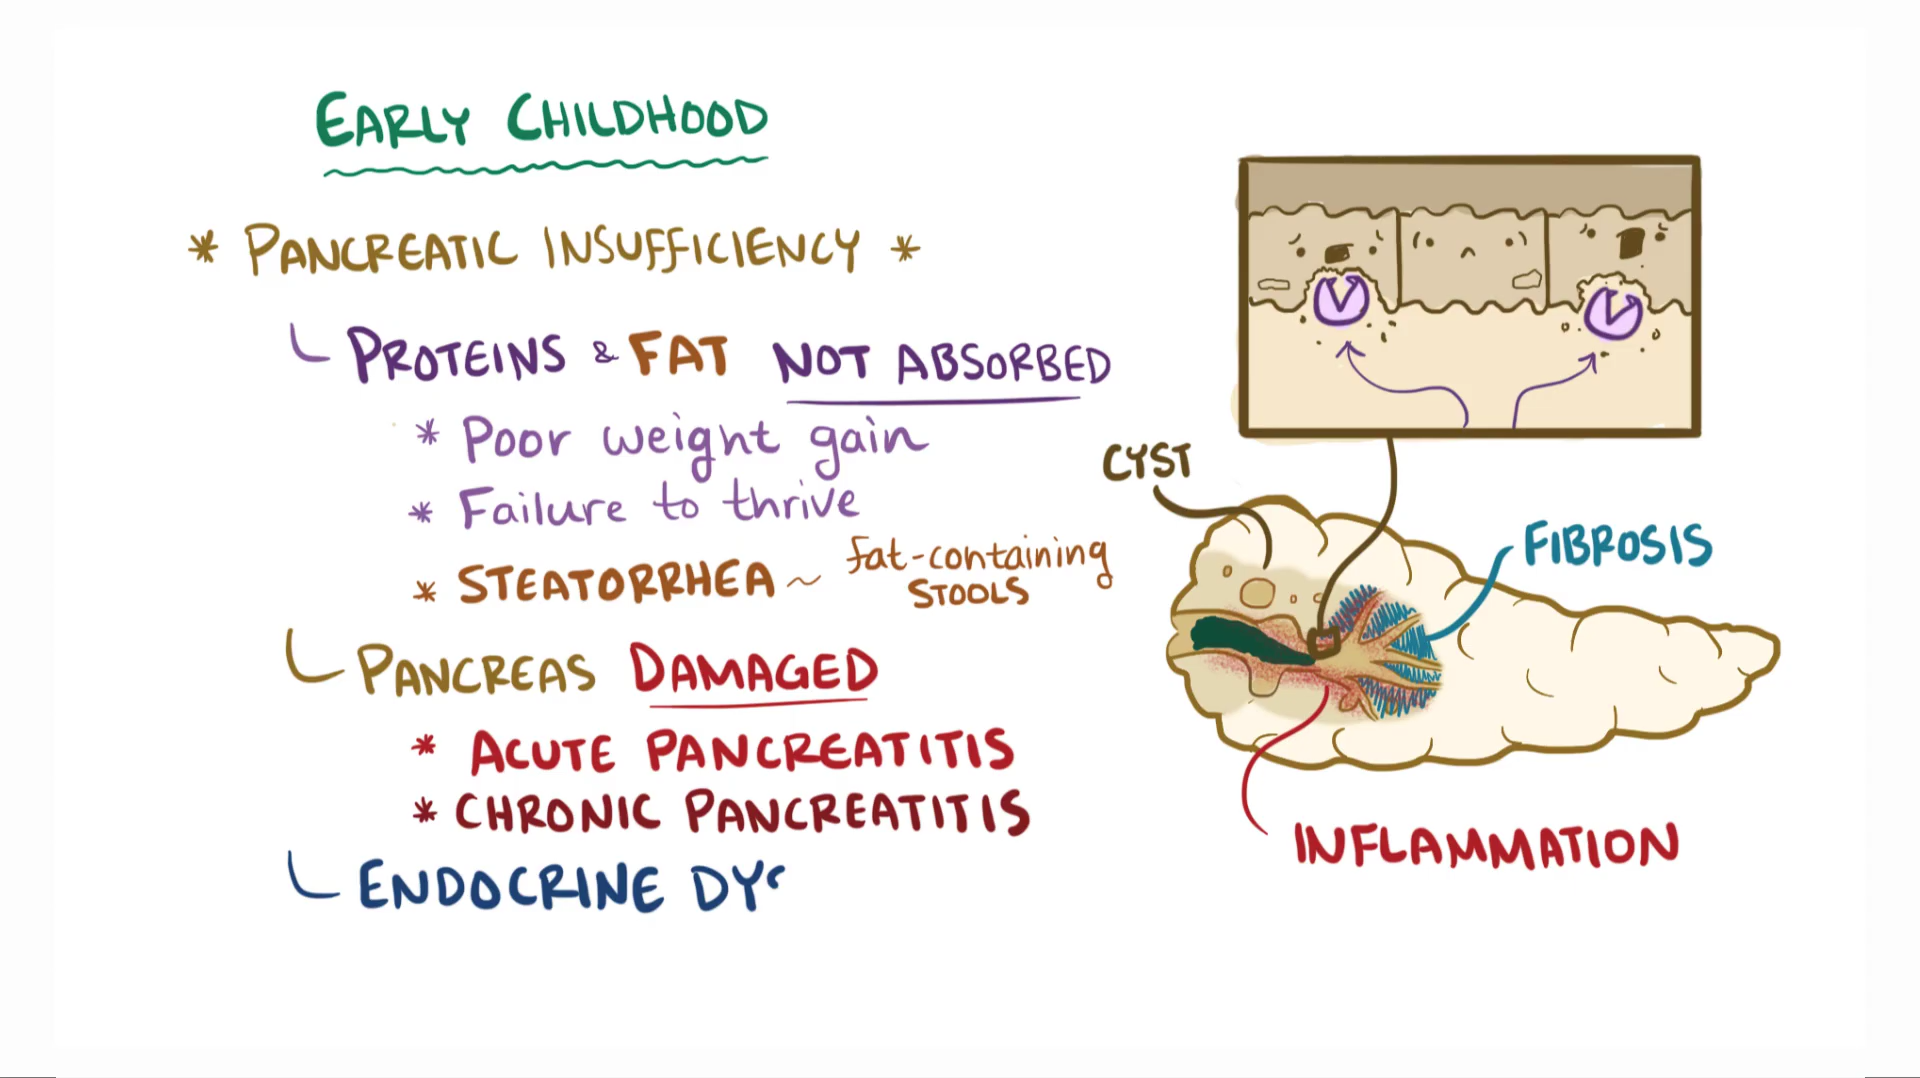 EARLY CHILDHOOD
* PANCREATIC INSUFFICIENCY *
PROTEINS & FAT NOT ABSORBED
* Poor weight gain
* Failure to thrive
* STEATORRHEA ~ fat-containing
STOOLS
PANCREAS DAMAGED
* ACUTE PANCREATITIS
* CHRONIC PANCREATITIS
ENDOCRINE DY
CYST
FIBROSIS
INFLAMMATION